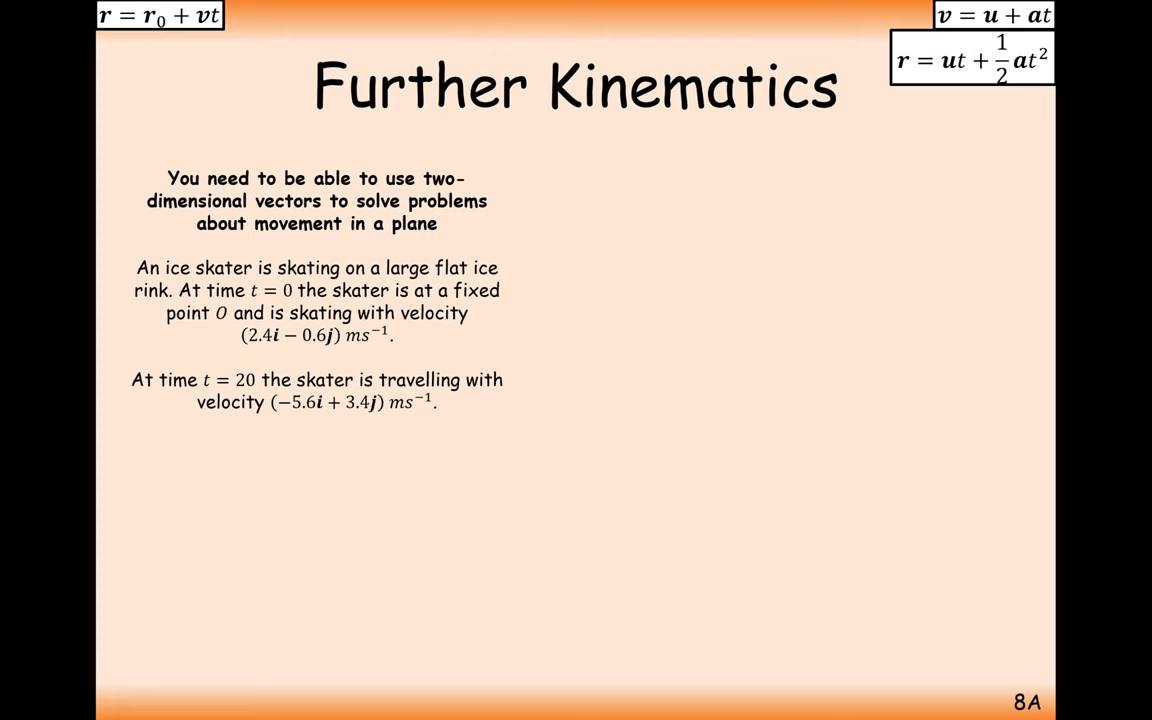 r = r₀ + vt
v = u + at
r = ut + 1/2 at²
Further Kinematics
You need to be able to use two-
dimensional vectors to solve problems
about movement in a plane
An ice skater is skating on a large flat ice
rink. At time t = 0 the skater is at a fixed
point O and is skating with velocity
(2.4i − 0.6j) ms⁻¹.
At time t = 20 the skater is travelling with
velocity (−5.6i + 3.4j) ms⁻¹.
8A